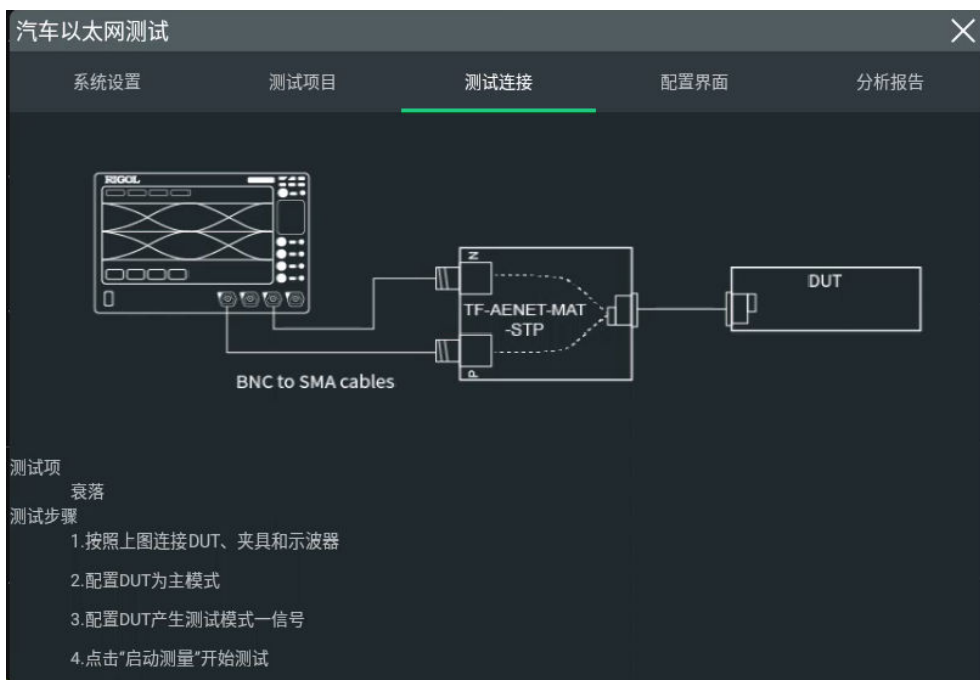 汽车以太网测试
系统设置 测试项目 测试连接 配置界面 分析报告
RIGOL
N
TF-AENET-MAT
-STP
P
DUT
BNC to SMA cables
测试项
衰落
测试步骤
1.按照上图连接DUT、夹具和示波器
2.配置DUT为主模式
3.配置DUT产生测试模式一信号
4.点击“启动测量”开始测试